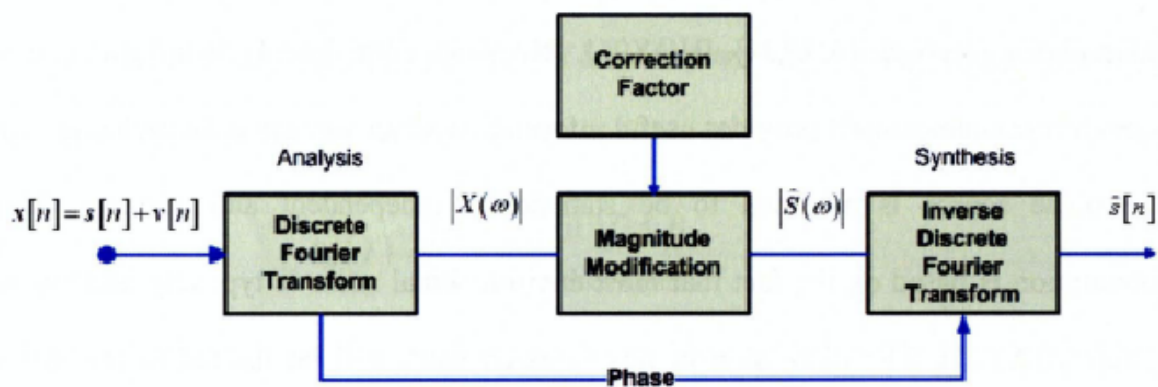 Correction
Factor
Analysis
Synthesis
x[n]=s[n]+v[n]
|X(ω)|
|Ŝ(ω)|
ŝ[n]
Discrete
Fourier
Transform
Magnitude
Modification
Inverse
Discrete
Fourier
Transform
Phase